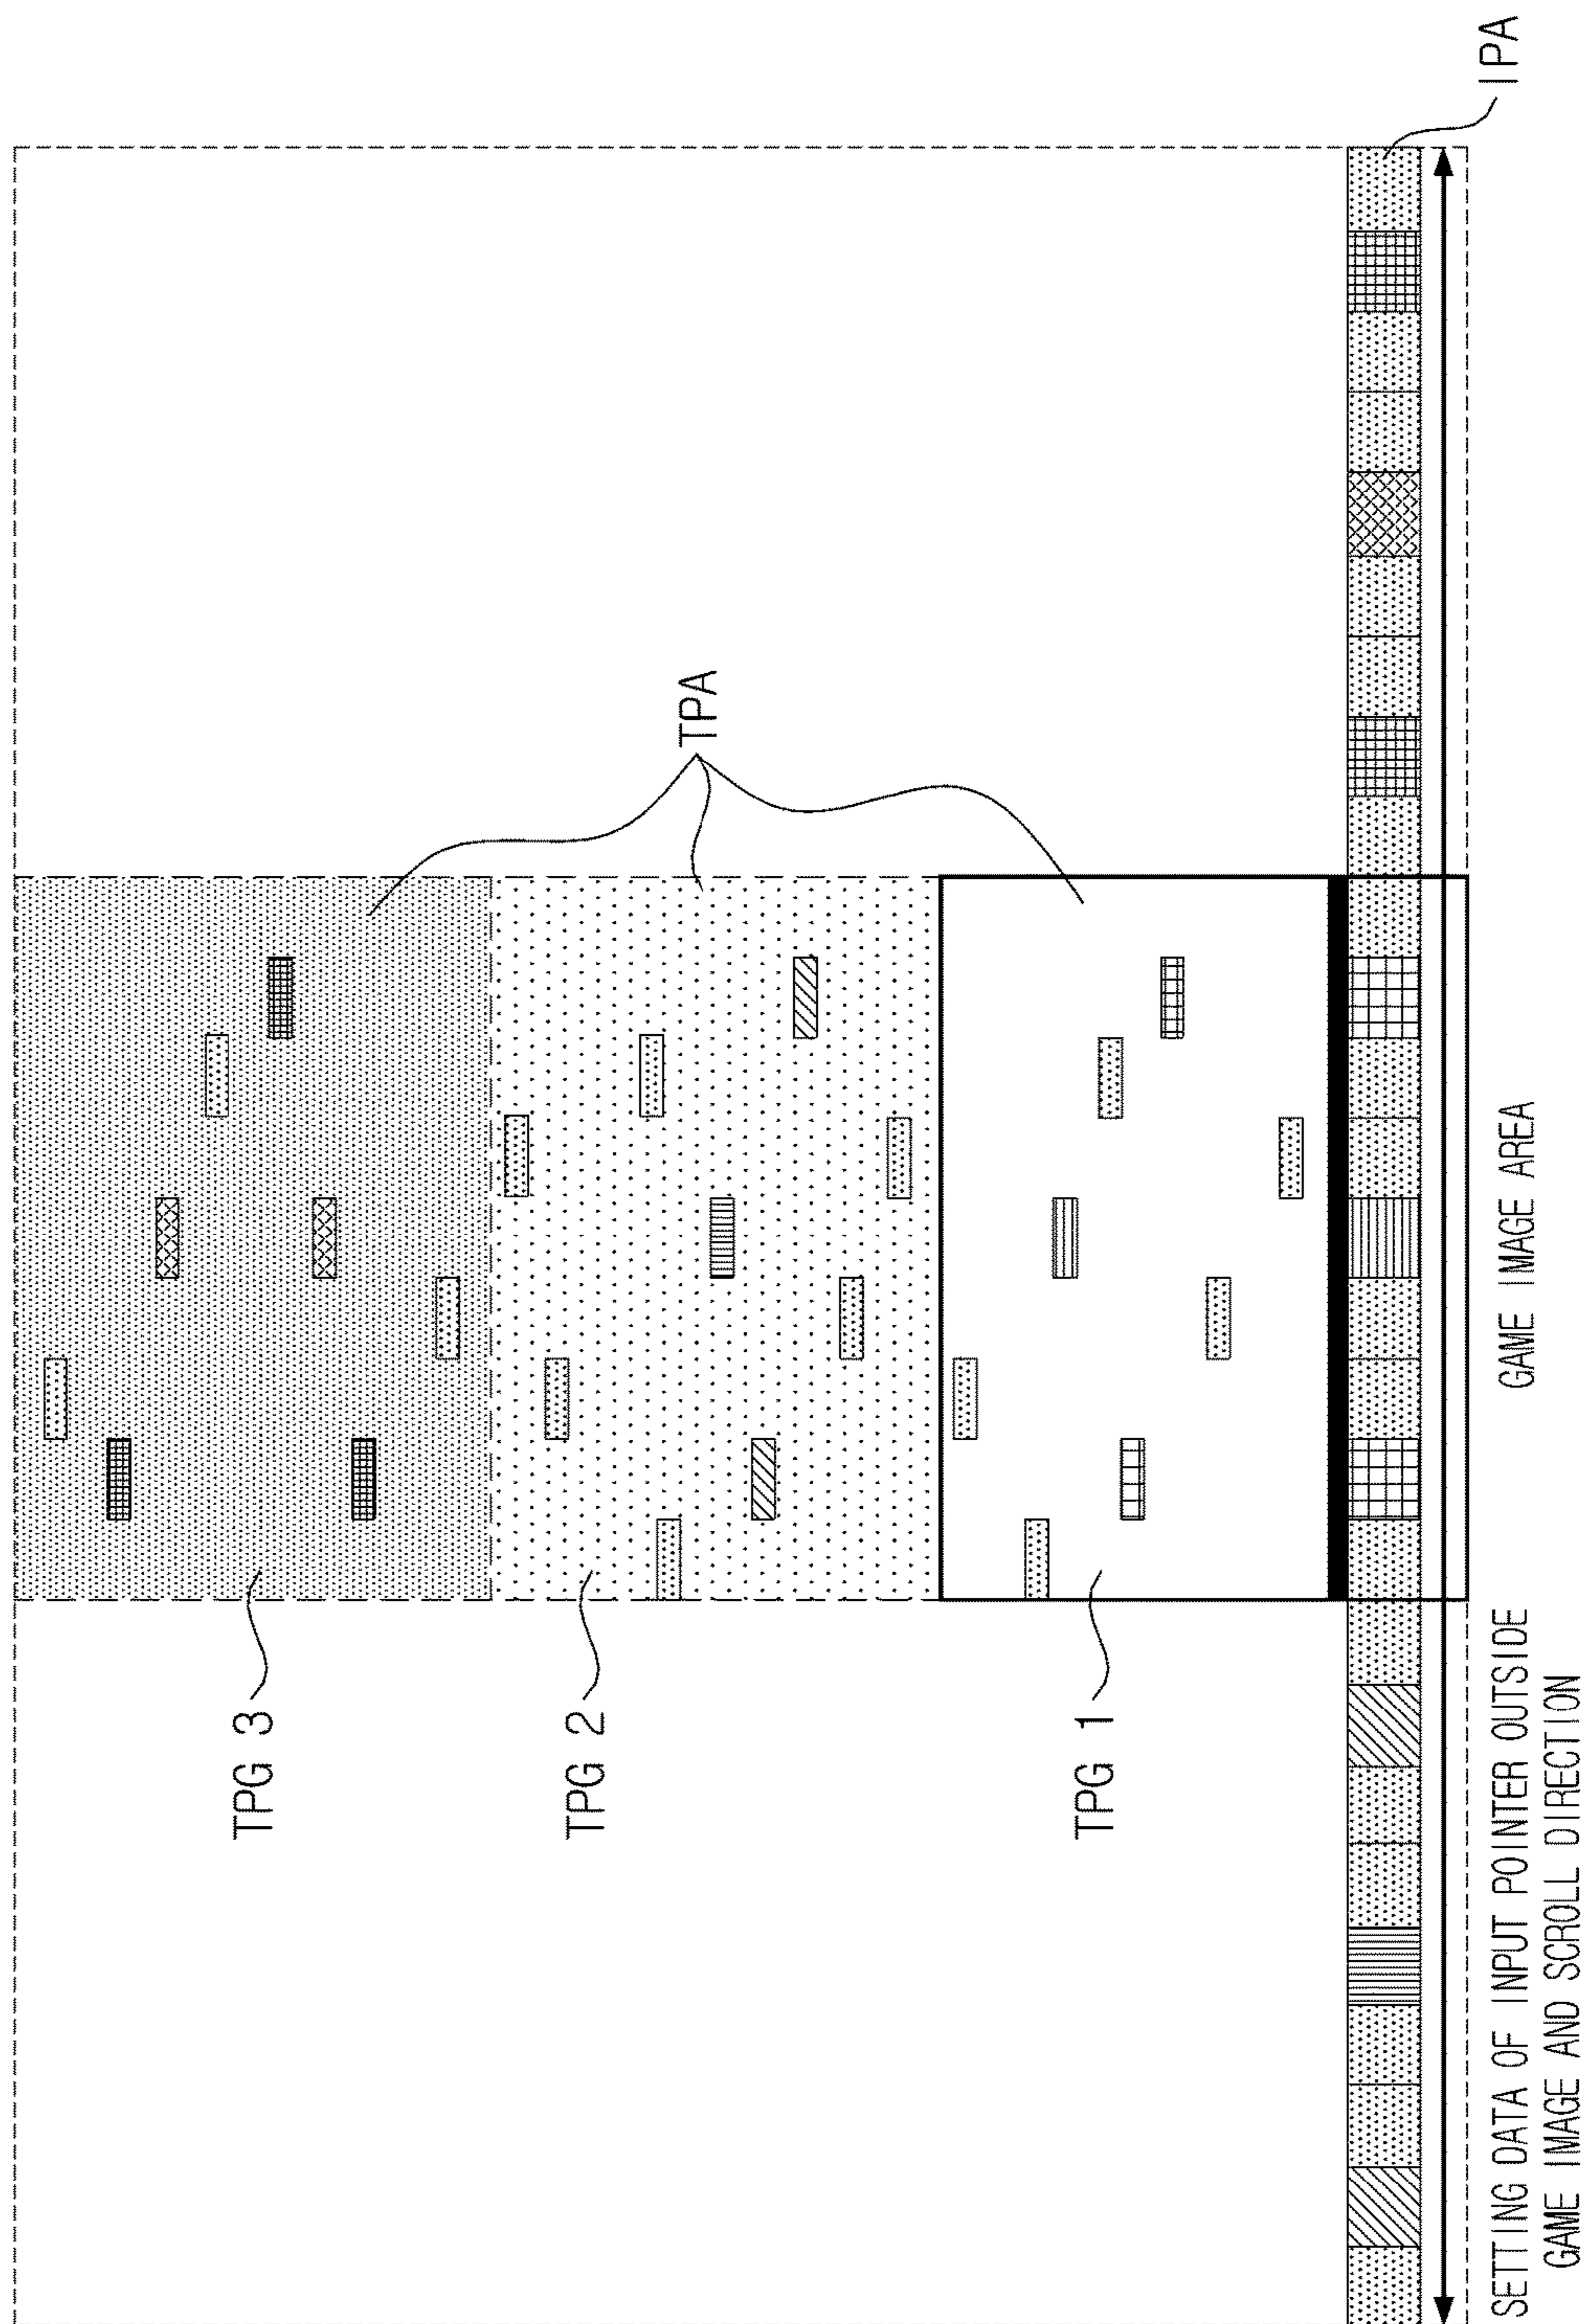 TPG 3
TPG 2
TPG 1
TPA
IPA
GAME IMAGE AREA
SETTING DATA OF INPUT POINTER OUTSIDE
GAME IMAGE AND SCROLL DIRECTION